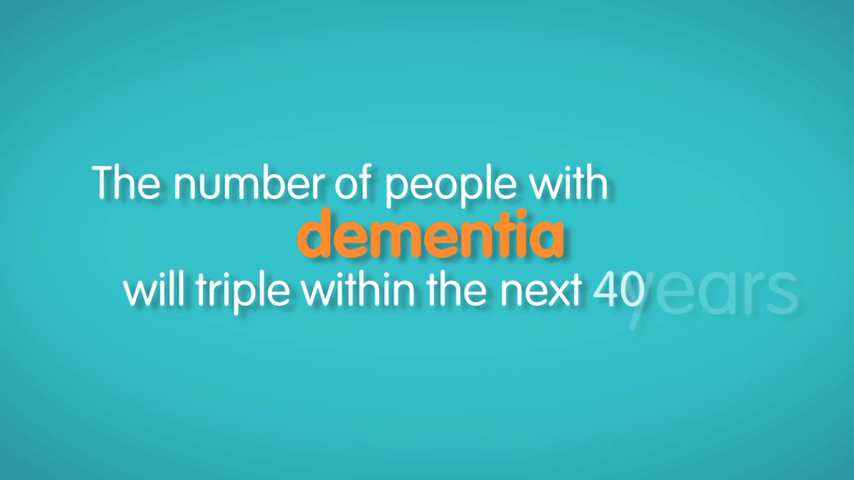 The number of people with
dementia
will triple within the next 40 years